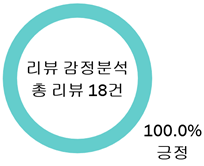 리뷰 감정분석
총 리뷰 18건
100.0%
긍정